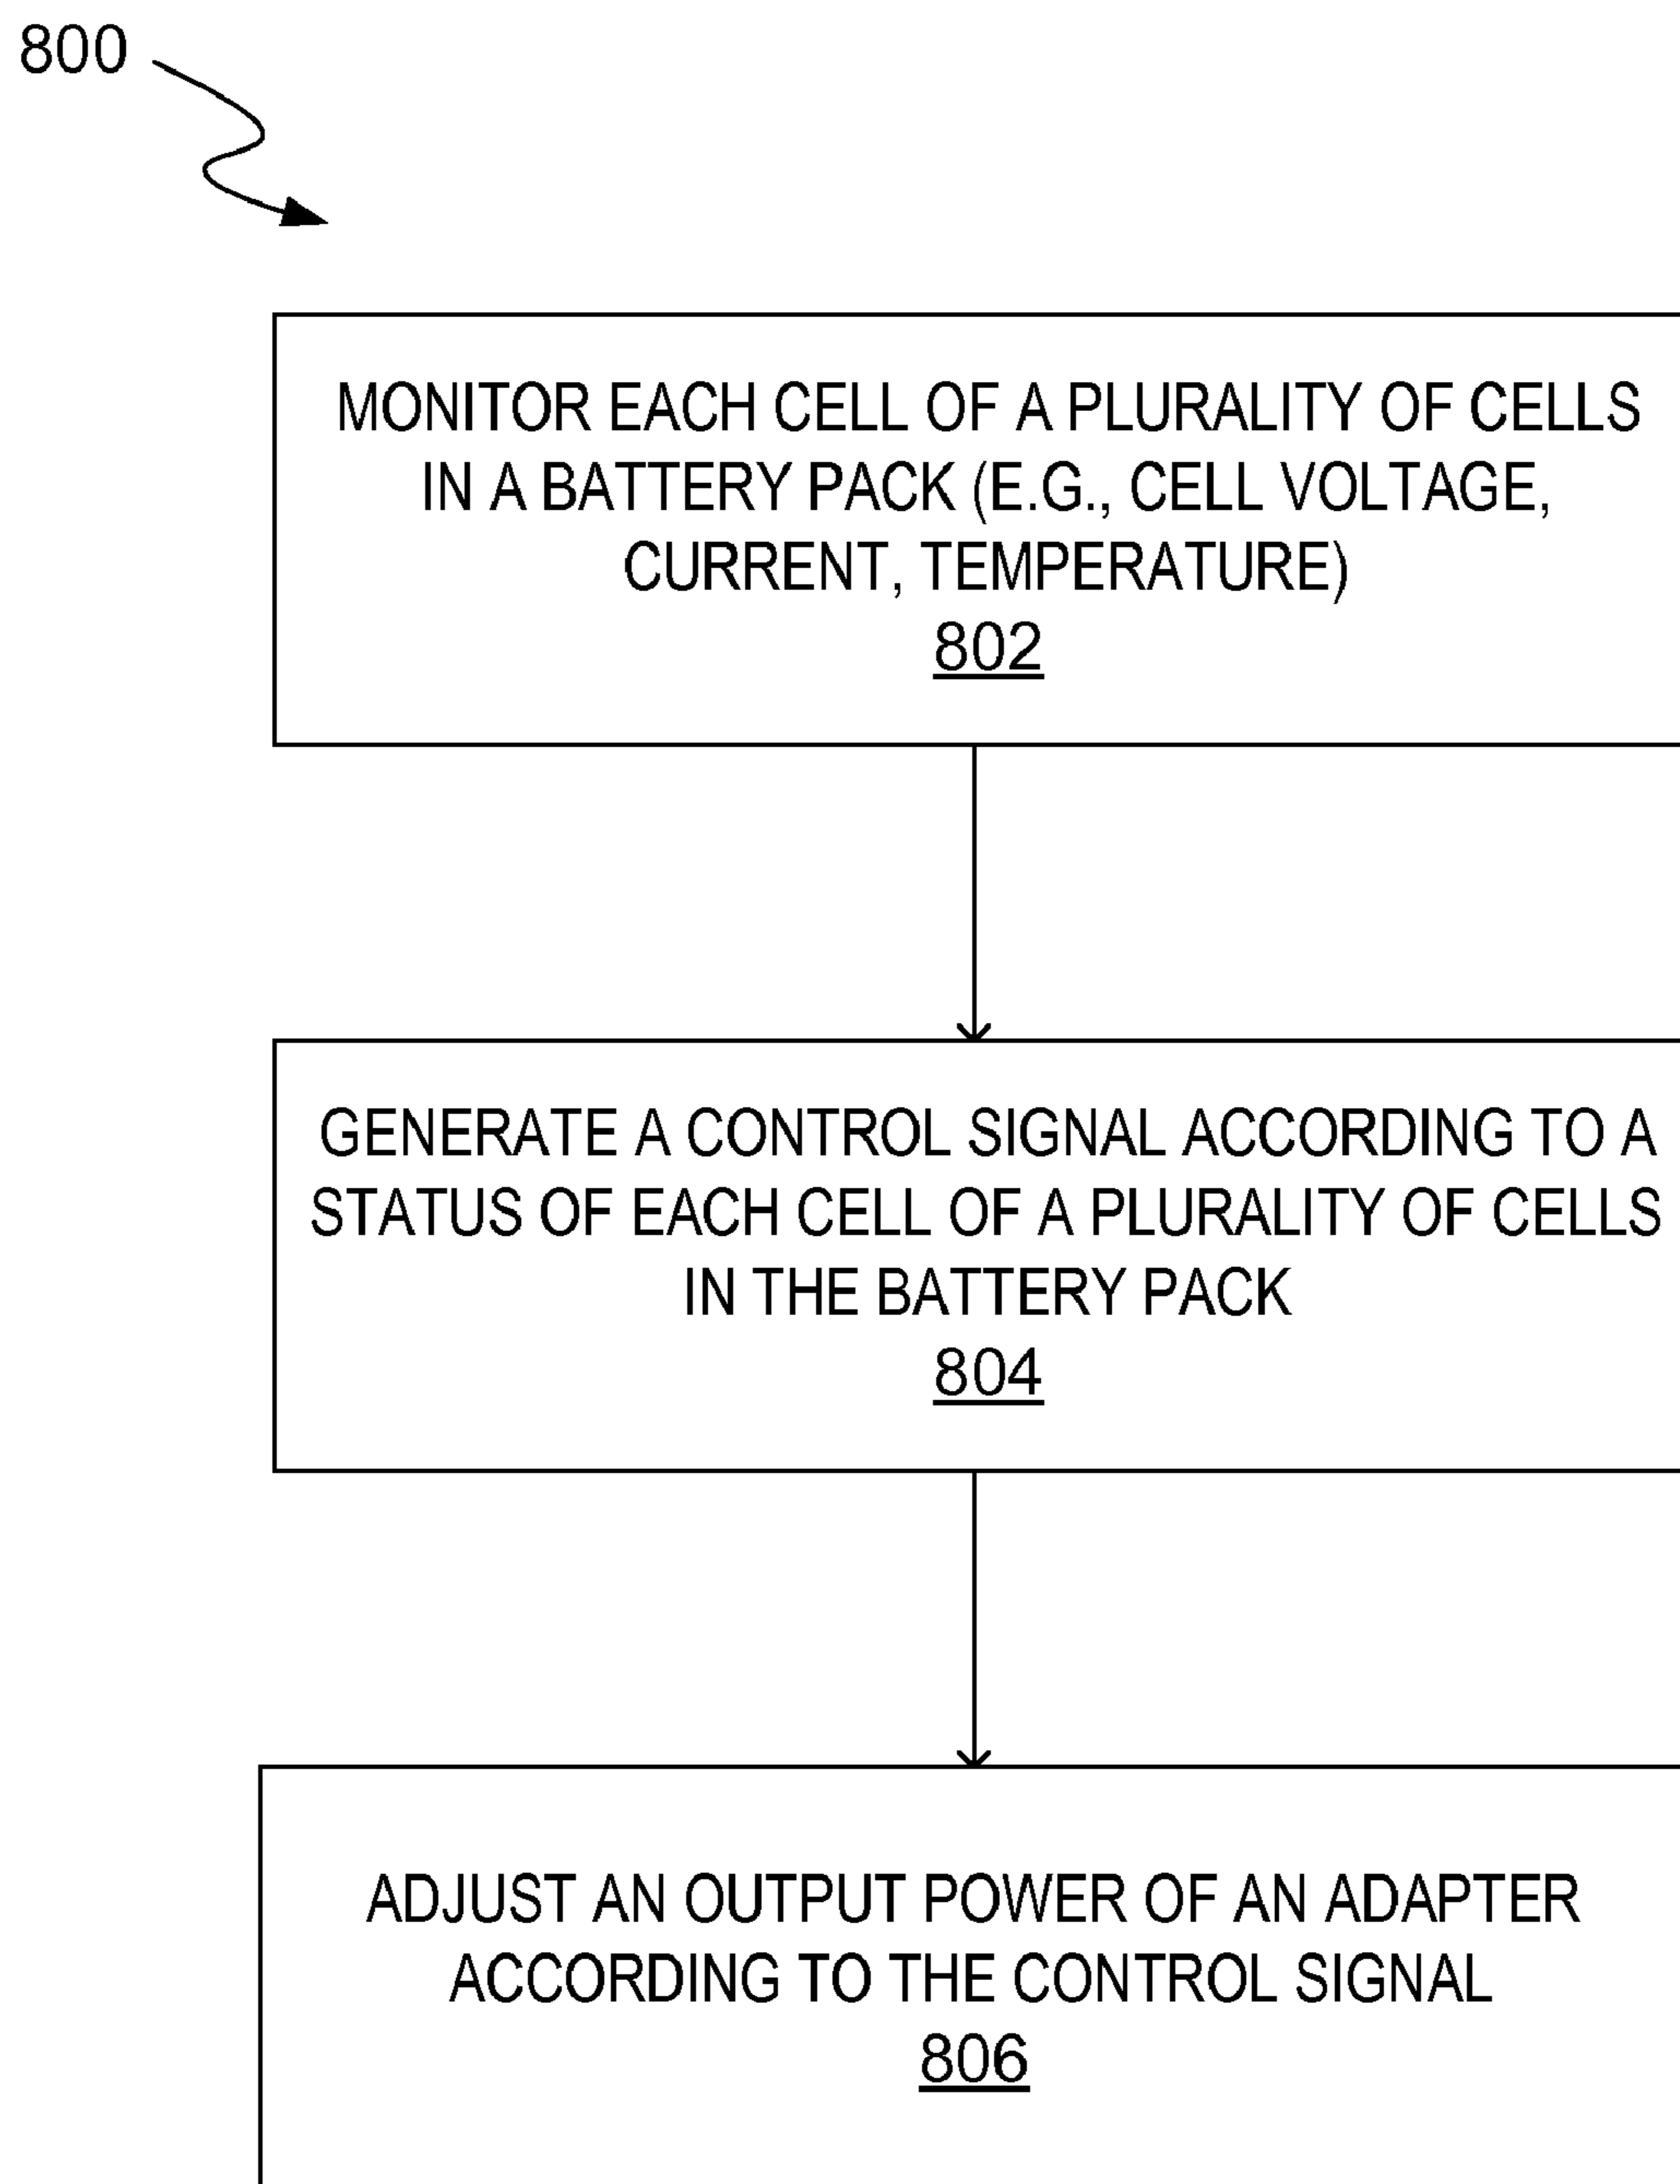 800
MONITOR EACH CELL OF A PLURALITY OF CELLS
IN A BATTERY PACK (E.G., CELL VOLTAGE,
CURRENT, TEMPERATURE)
802
GENERATE A CONTROL SIGNAL ACCORDING TO A
STATUS OF EACH CELL OF A PLURALITY OF CELLS
IN THE BATTERY PACK
804
ADJUST AN OUTPUT POWER OF AN ADAPTER
ACCORDING TO THE CONTROL SIGNAL
806